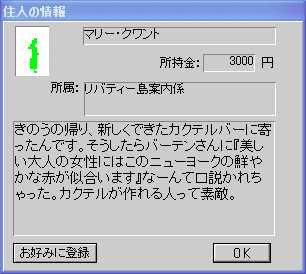 住人の情報
マリー・クワント
所持金: 3000 円
所属: リバティー島案内係
きのうの帰り、新しくできたカクテルバーに寄
ったんです。そうしたらバーテンさんに『美し
い大人の女性にはこのニューヨークの鮮や
かな赤が似合います』なーんて口説かれち
ゃった。カクテルが作れる人って素敵。
お好みに登録
OK